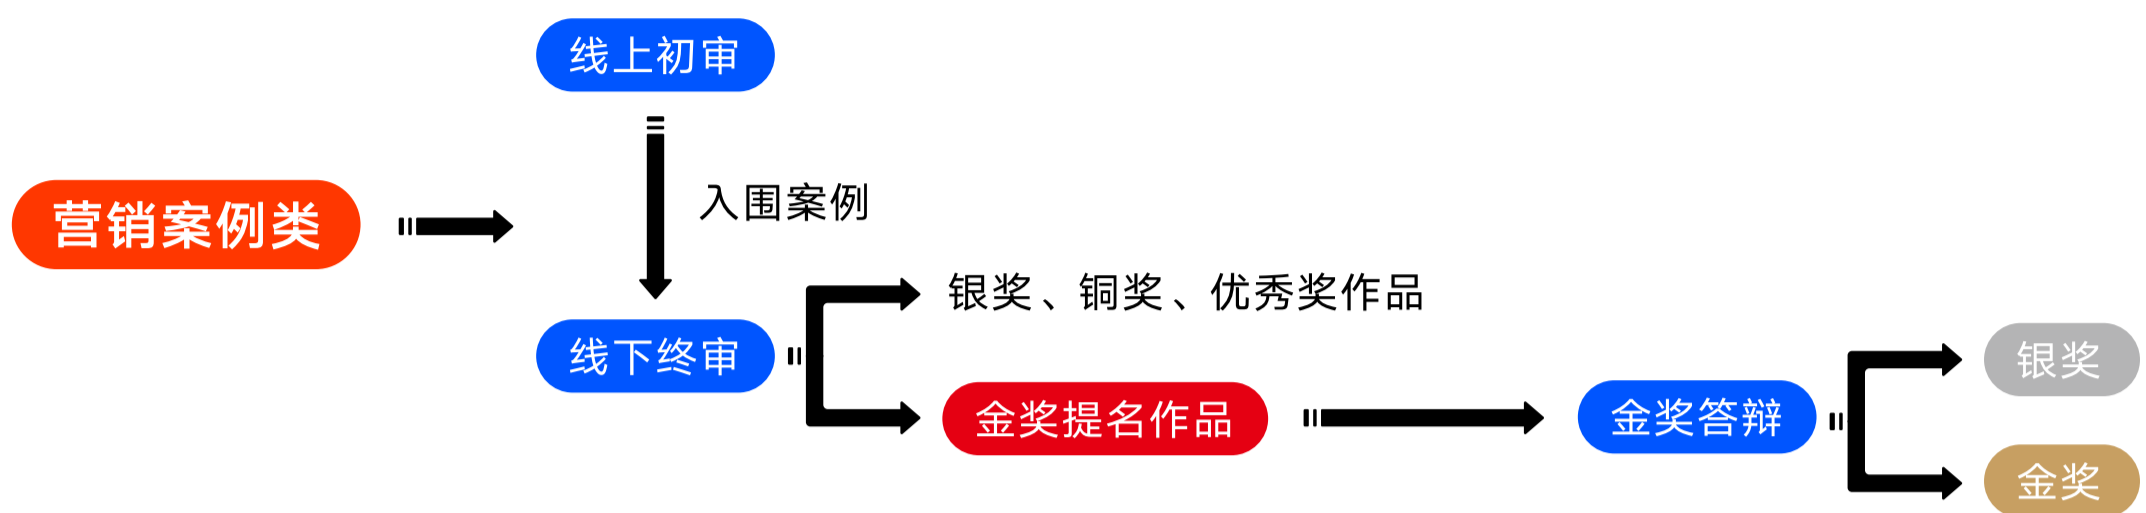 线上初审
营销案例类
入围案例
银奖、铜奖、优秀奖作品
线下终审
金奖提名作品
金奖答辩
银奖
金奖